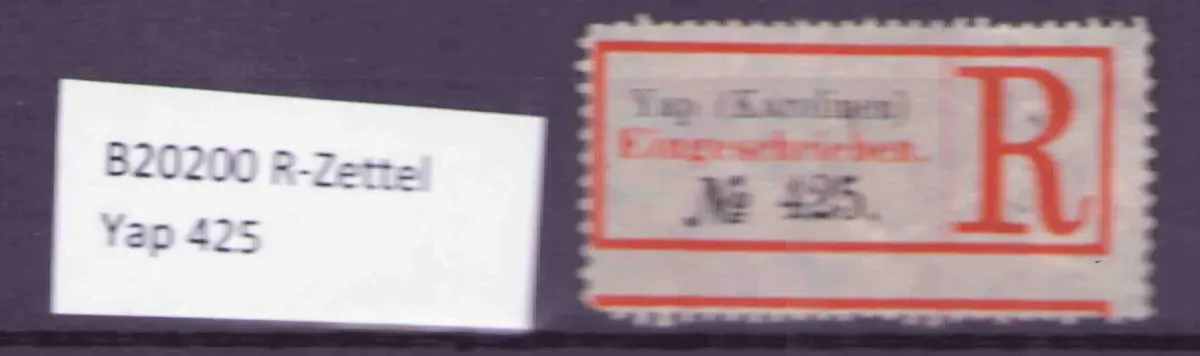 B20200 R-Zettel
Yap 425
Yap (Karolinen)
Eingeschrieben.
№ 425.
R